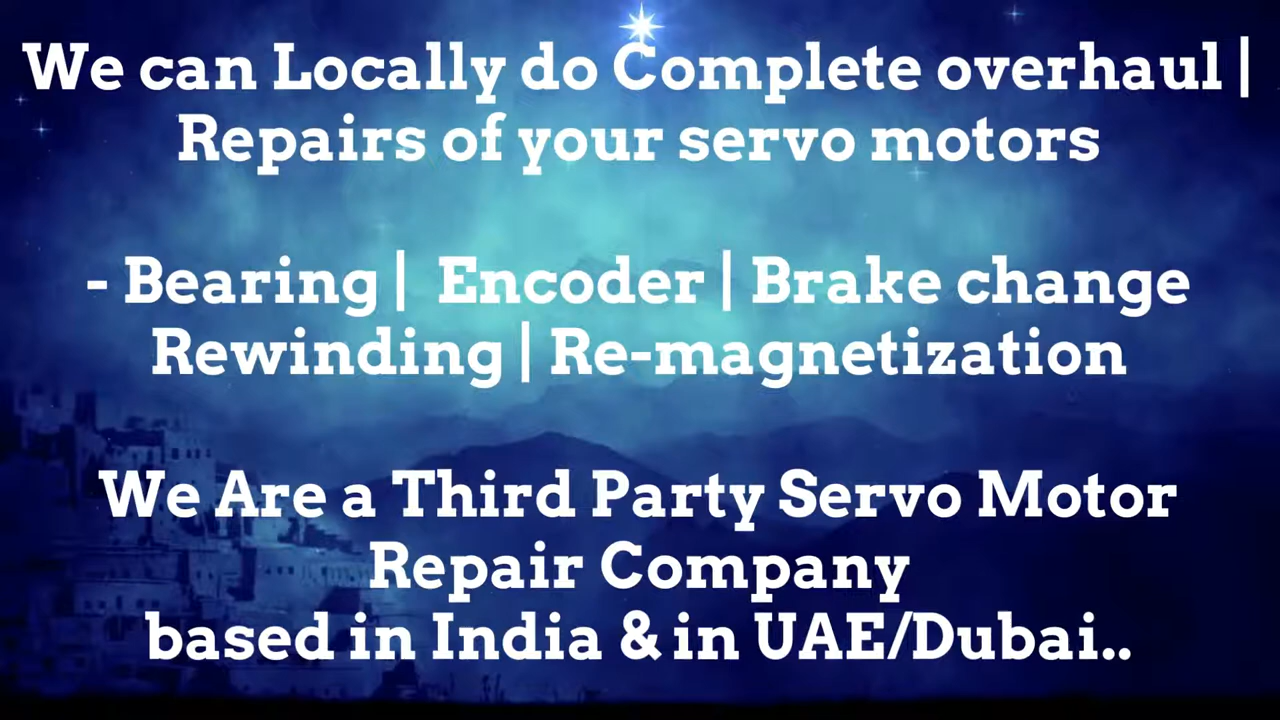 We can Locally do Complete overhaul |
Repairs of your servo motors
- Bearing | Encoder | Brake change
Rewinding | Re-magnetization
We Are a Third Party Servo Motor
Repair Company
based in India & in UAE/Dubai..